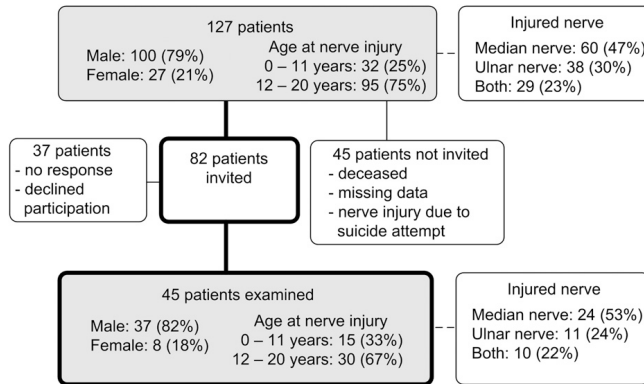 127 patients
Male: 100 (79%)
Female: 27 (21%)
Age at nerve injury
0 – 11 years: 32 (25%)
12 – 20 years: 95 (75%)
Injured nerve
Median nerve: 60 (47%)
Ulnar nerve: 38 (30%)
Both: 29 (23%)
37 patients
- no response
- declined
participation
82 patients
invited
45 patients not invited
- deceased
- missing data
- nerve injury due to
suicide attempt
45 patients examined
Male: 37 (82%)
Female: 8 (18%)
Age at nerve injury
0 – 11 years: 15 (33%)
12 – 20 years: 30 (67%)
Injured nerve
Median nerve: 24 (53%)
Ulnar nerve: 11 (24%)
Both: 10 (22%)